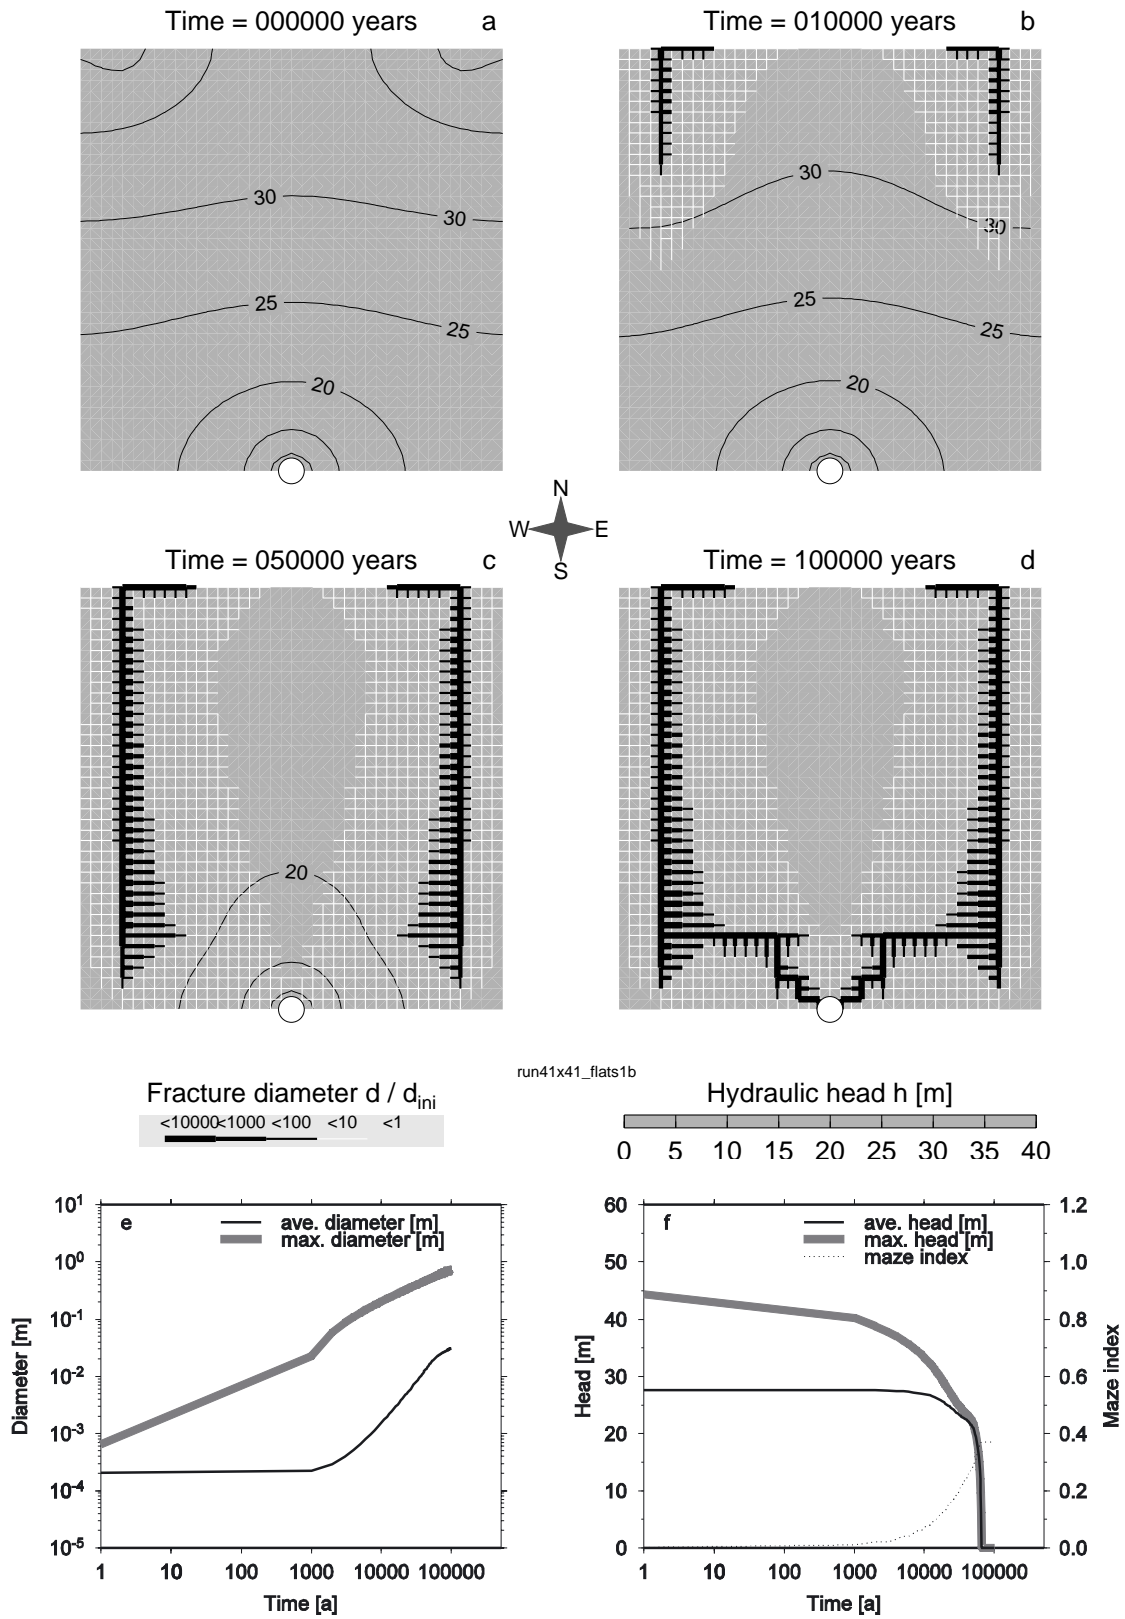 Time = 000000 years a
Time = 010000 years b
30
30
25
25
20
30
30
25
25
20
N
W E
S
Time = 050000 years c
Time = 100000 years d
20
run41x41_flats1b
Fracture diameter d / dini
<10000 <1000 <100 <10 <1
Hydraulic head h [m]
0 5 10 15 20 25 30 35 40
e
ave. diameter [m]
max. diameter [m]
10^1
10^0
10^-1
10^-2
10^-3
10^-4
10^-5
Diameter [m]
1 10 100 1000 10000 100000
Time [a]
f
ave. head [m]
max. head [m]
maze index
60
50
40
30
20
10
0
Head [m]
1.2
1.0
0.8
0.6
0.4
0.2
0.0
Maze index
1 10 100 1000 10000 100000
Time [a]